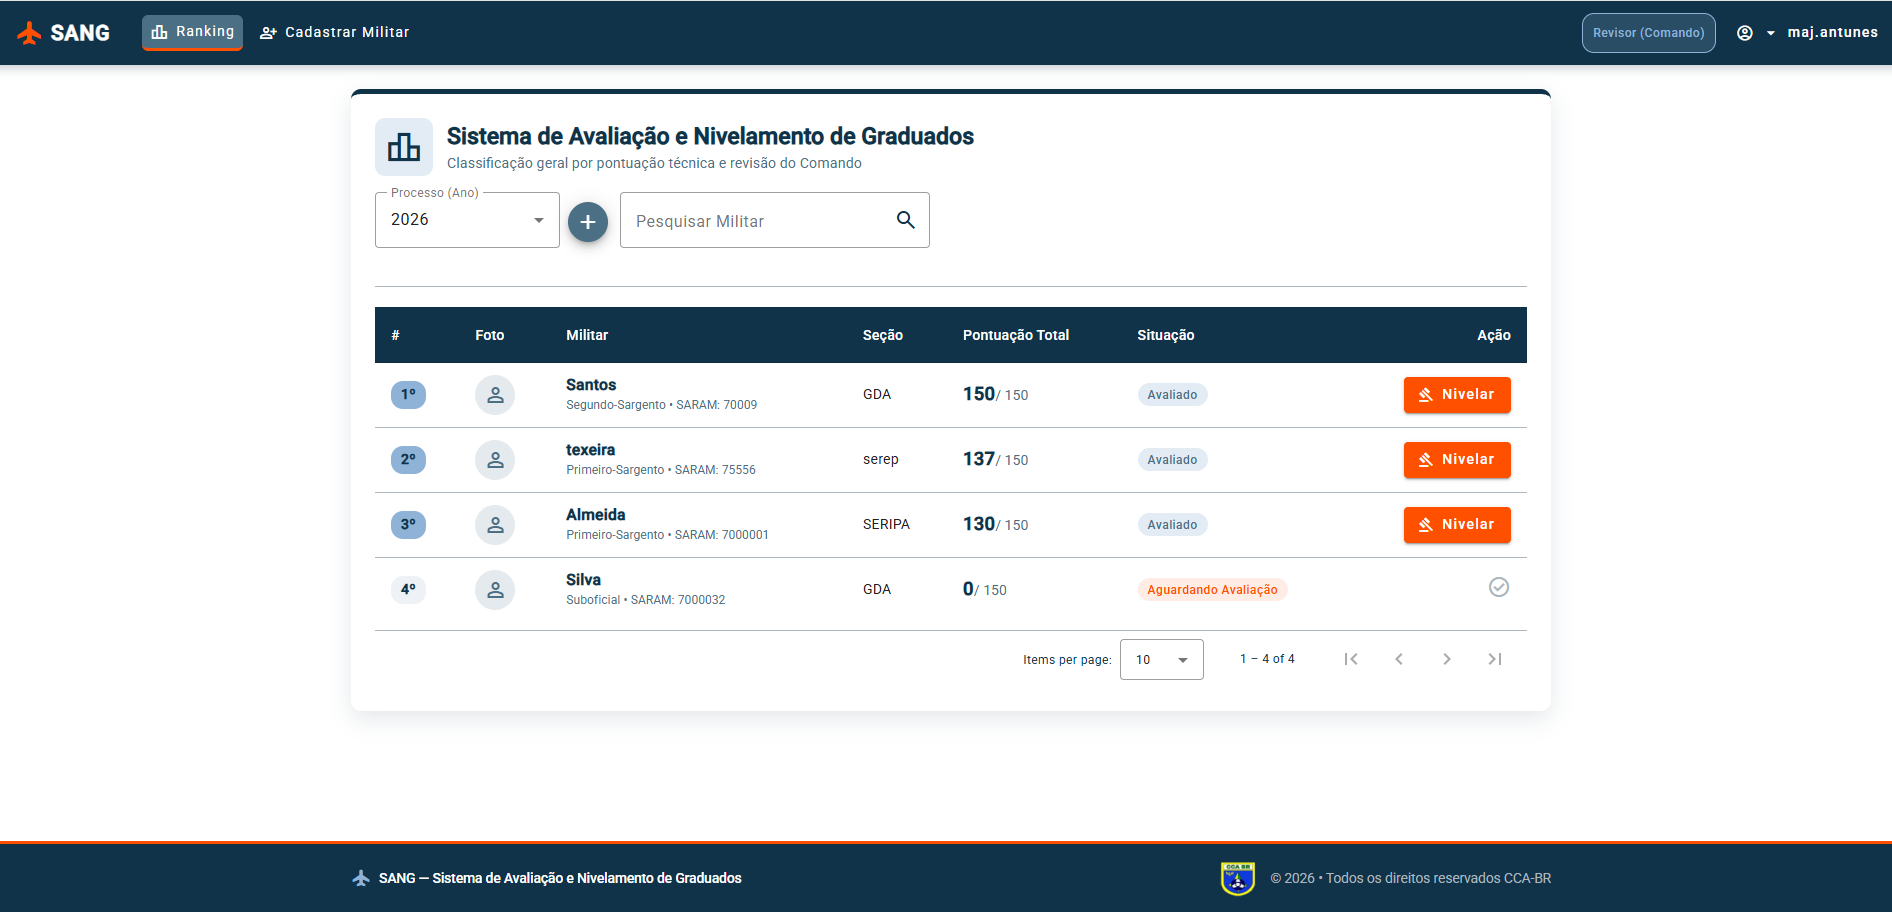 SANG
Ranking
Cadastrar Militar
Revisor (Comando)
maj.antunes
Sistema de Avaliação e Nivelamento de Graduados
Classificação geral por pontuação técnica e revisão do Comando
Processo (Ano)
2026
Pesquisar Militar
# Foto Militar Seção Pontuação Total Situação Ação
1º Santos GDA 150 / 150 Avaliado Nivelar
Segundo-Sargento • SARAM: 70009
2º texeira serep 137 / 150 Avaliado Nivelar
Primeiro-Sargento • SARAM: 75556
3º Almeida SERIPA 130 / 150 Avaliado Nivelar
Primeiro-Sargento • SARAM: 7000001
4º Silva GDA 0 / 150 Aguardando Avaliação
Suboficial • SARAM: 7000032
Items per page: 10 1 – 4 of 4
SANG — Sistema de Avaliação e Nivelamento de Graduados
CCA BR
© 2026 • Todos os direitos reservados CCA-BR